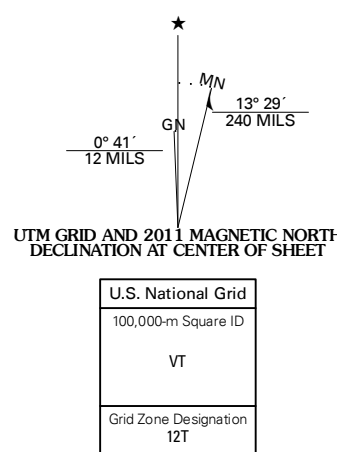 ★
MN
GN
13° 29´
240 MILS
0° 41´
12 MILS
UTM GRID AND 2011 MAGNETIC NORTH
DECLINATION AT CENTER OF SHEET
U.S. National Grid
100,000-m Square ID
VT
Grid Zone Designation
12T